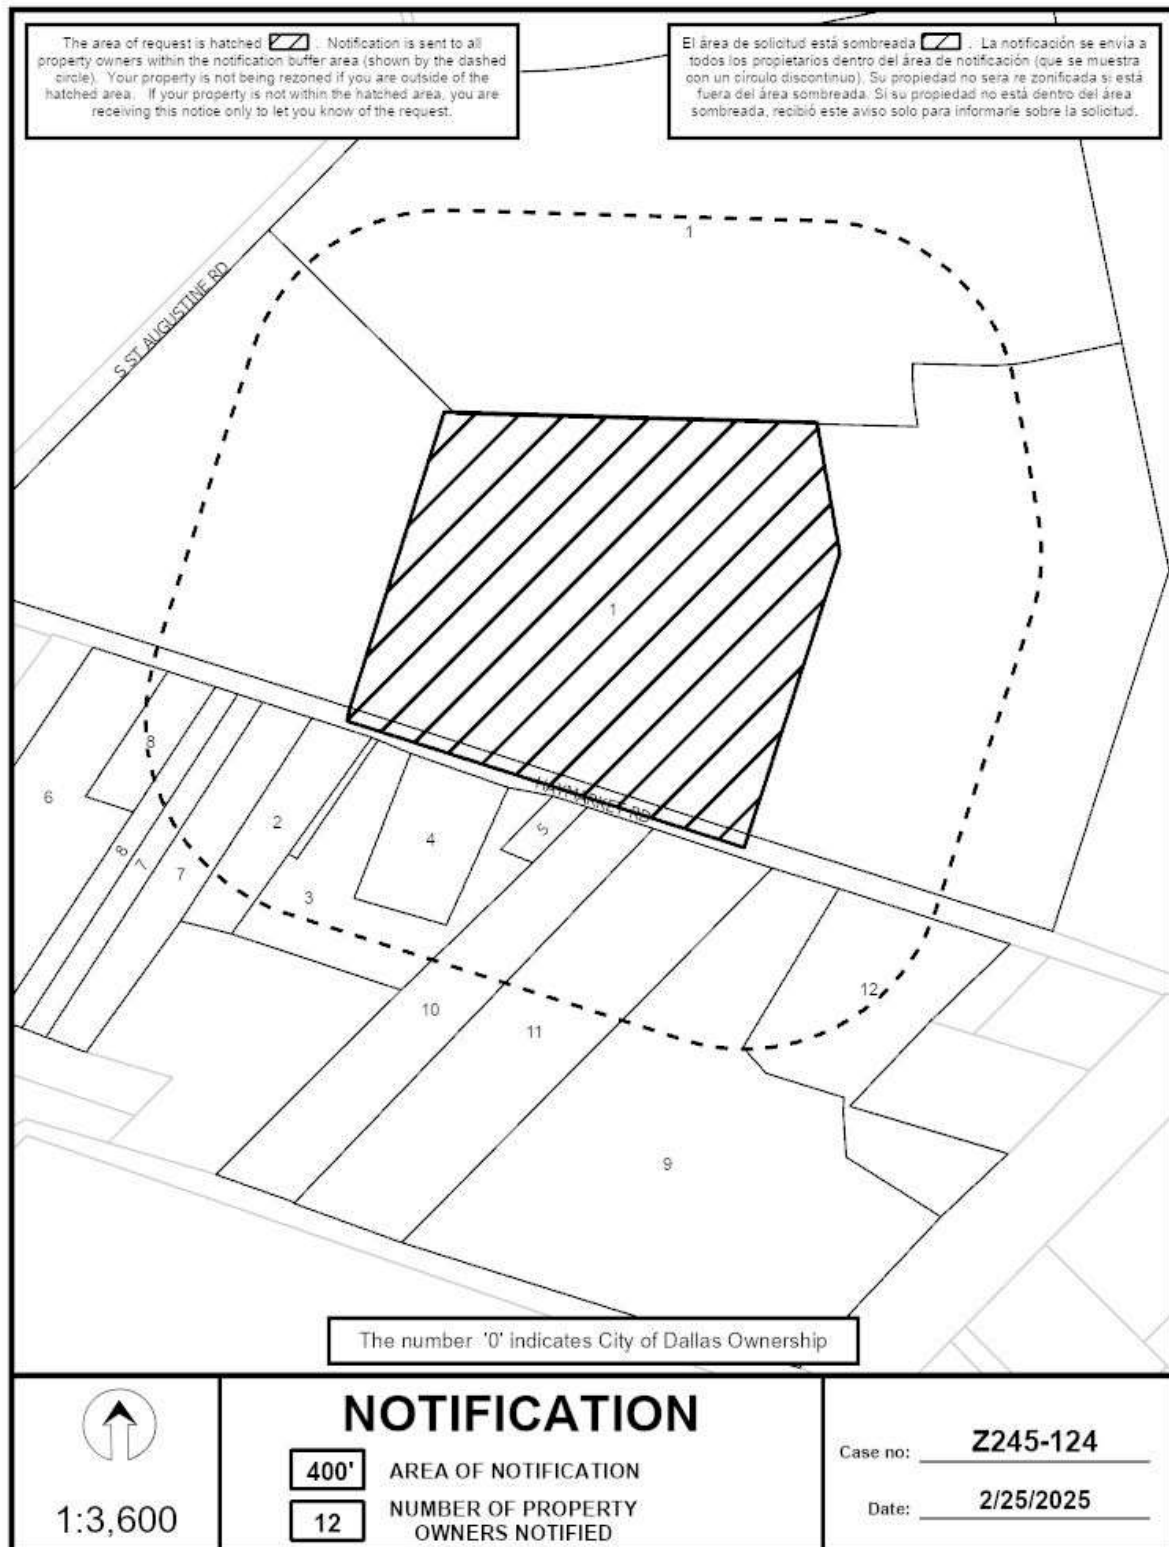 The area of request is hatched . Notification is sent to all
property owners within the notification buffer area (shown by the dashed
circle). Your property is not being rezoned if you are outside of the
hatched area. If your property is not within the hatched area, you are
receiving this notice only to let you know of the request.
El área de solicitud está sombreada . La notificación se envía a
todos los propietarios dentro del área de notificación (que se muestra
con un círculo discontinuo). Su propiedad no sera re zonificada si está
fuera del área sombreada. Si su propiedad no está dentro del área
sombreada, recibió este aviso solo para informarle sobre la solicitud.
1
S ST AUGUSTINE RD
1
HAYMARKET RD
8
6
2
4
5
8
7
7
3
12
10
11
9
The number '0' indicates City of Dallas Ownership
1:3,600
NOTIFICATION
400' AREA OF NOTIFICATION
12 NUMBER OF PROPERTY
OWNERS NOTIFIED
Case no: Z245-124
Date: 2/25/2025